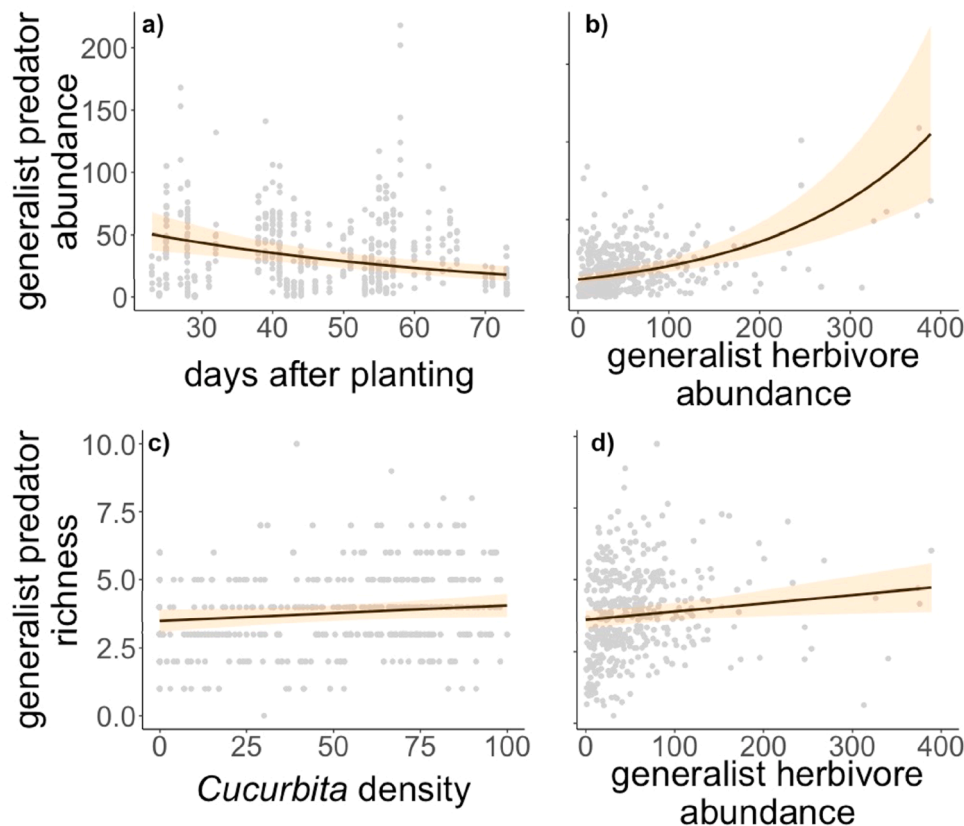 a)
generalist predator
abundance
200
150
100
50
0
30 40 50 60 70
days after planting
b)
0 100 200 300 400
generalist herbivore
abundance
c)
generalist predator
richness
10.0
7.5
5.0
2.5
0.0
0 25 50 75 100
Cucurbita density
d)
0 100 200 300 400
generalist herbivore
abundance